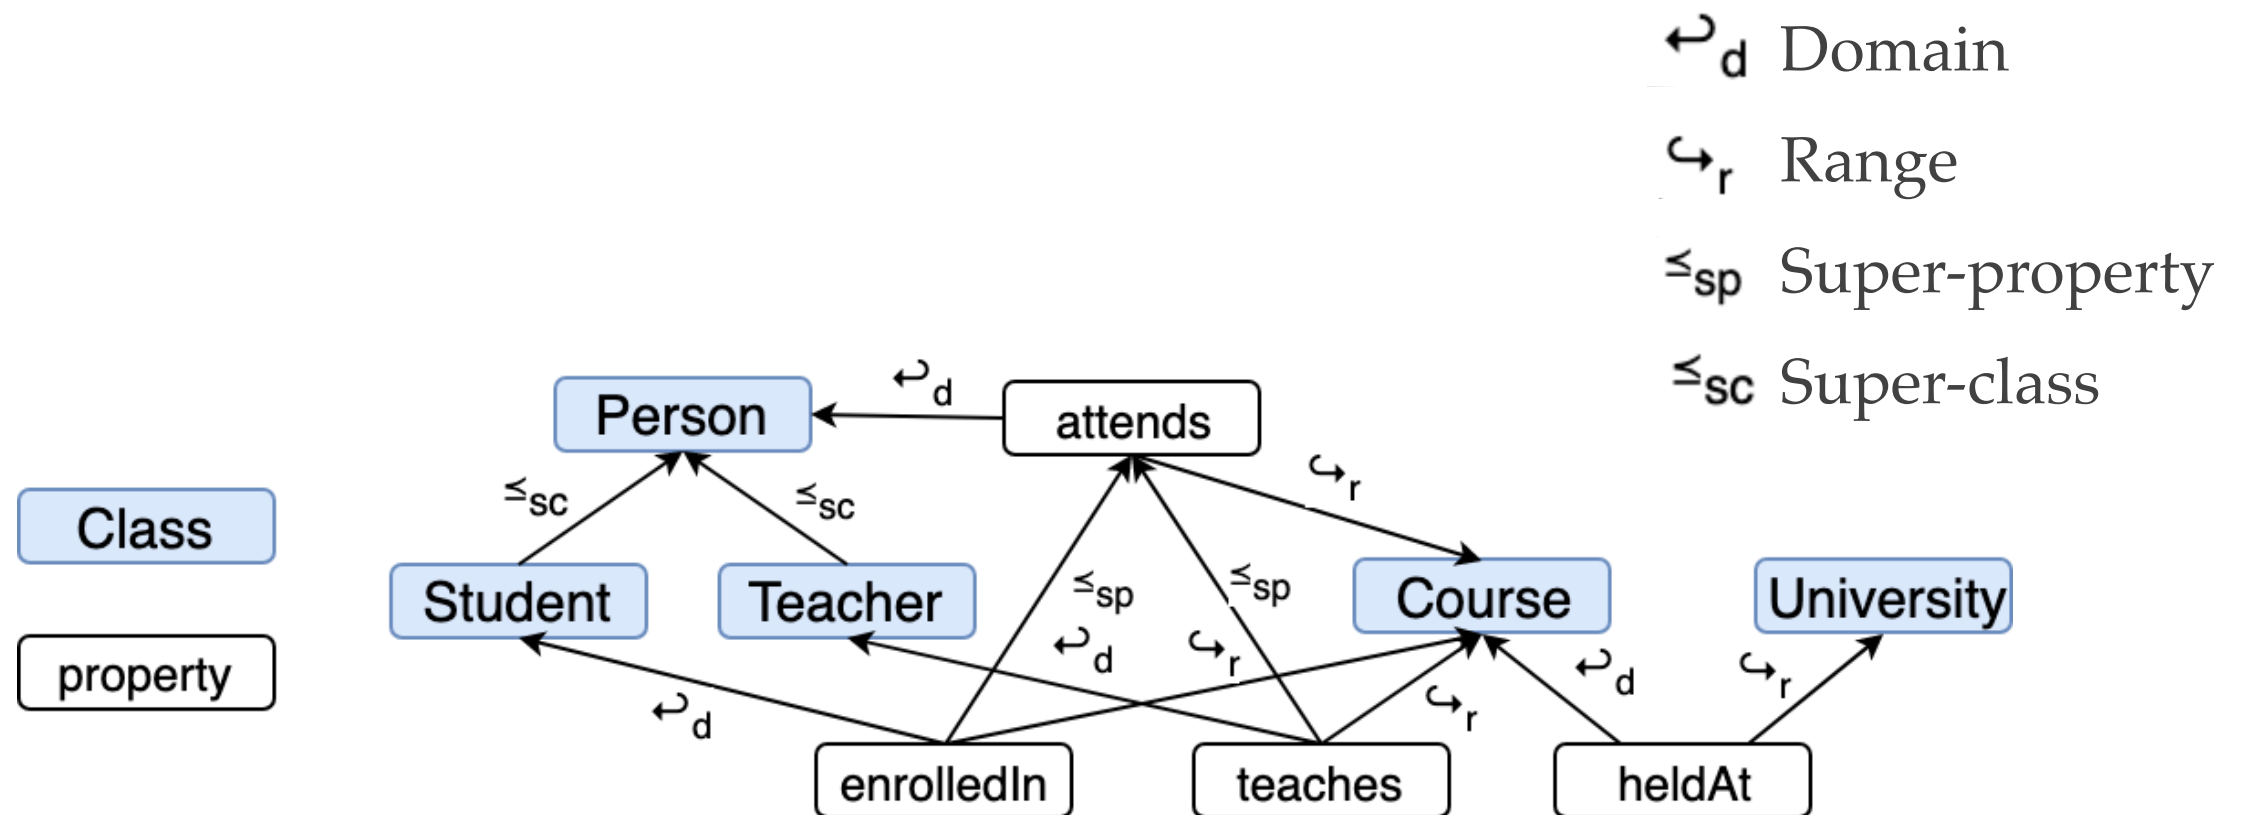 ↩d Domain
↪r Range
⪯sp Super-property
⪯sc Super-class
↩d
Person
attends
↪r
⪯sc
⪯sc
Class
Student
Teacher
⪯sp
⪯sp
Course
University
property
↩d
↩d
↪r
↪r
↩d
↪r
enrolledIn
teaches
heldAt